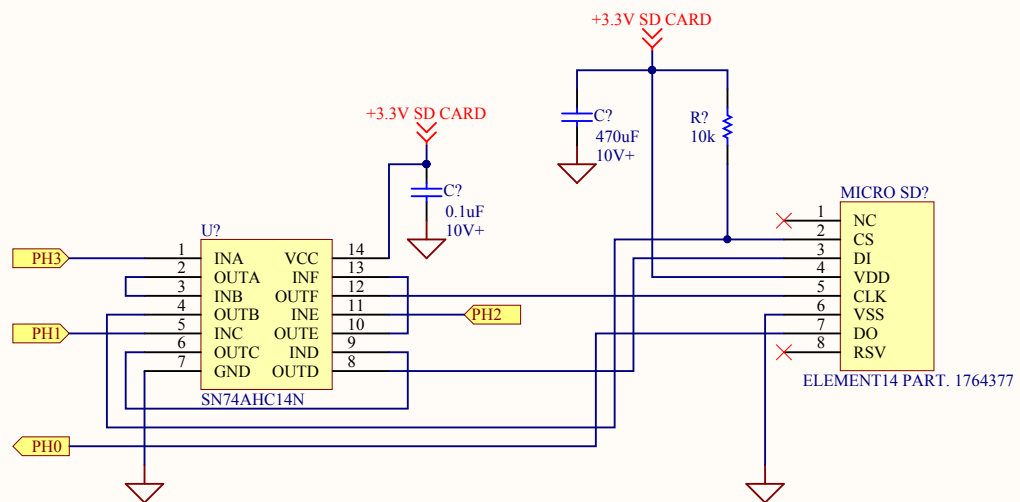 +3.3V SD CARD
+3.3V SD CARD
C?
470uF
10V+
R?
10k
C?
0.1uF
10V+
U?
MICRO SD?
PH3
PH1
PH0
PH2
1 INA VCC 14
2 OUTA INF 13
3 INB OUTF 12
4 OUTB INE 11
5 INC OUTE 10
6 OUTC IND 9
7 GND OUTD 8
SN74AHC14N
1 NC
2 CS
3 DI
4 VDD
5 CLK
6 VSS
7 DO
8 RSV
ELEMENT14 PART. 1764377